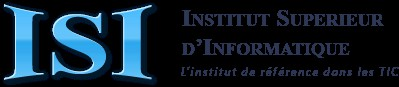 ISI
INSTITUT SUPERIEUR
D'INFORMATIQUE
L'institut de référence dans les TIC